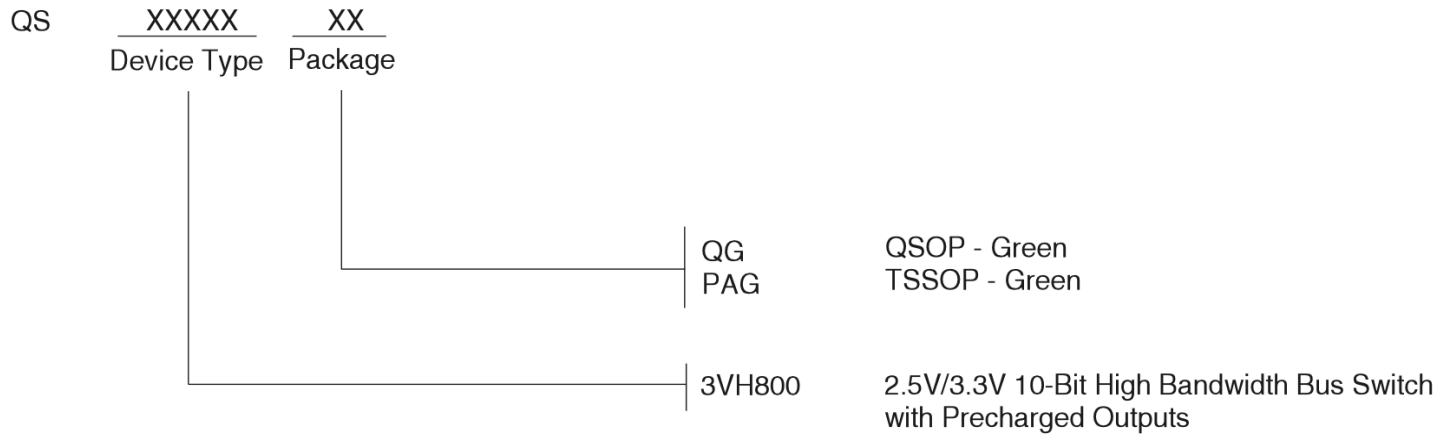 QS XXXXX XX
Device Type Package
QG QSOP - Green
PAG TSSOP - Green
3VH800 2.5V/3.3V 10-Bit High Bandwidth Bus Switch
with Precharged Outputs